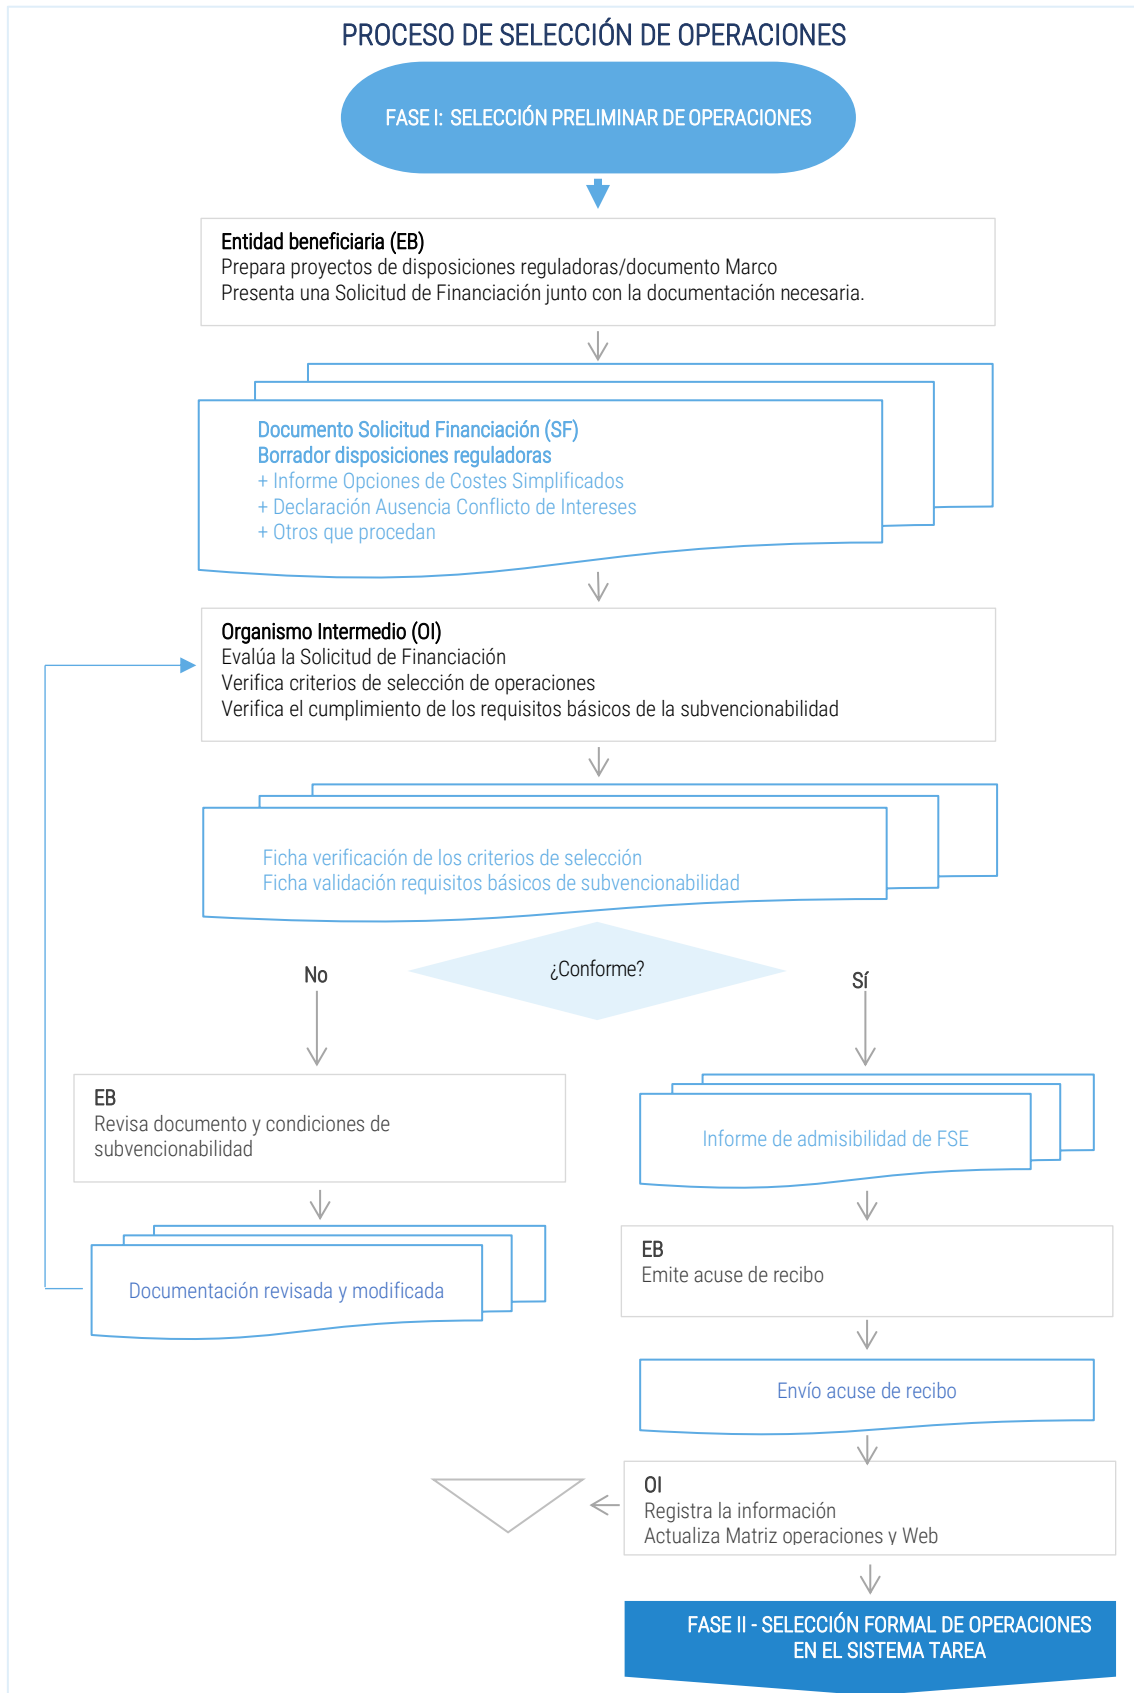 PROCESO DE SELECCIÓN DE OPERACIONES
FASE I: SELECCIÓN PRELIMINAR DE OPERACIONES
Entidad beneficiaria (EB)
Prepara proyectos de disposiciones reguladoras/documento Marco
Presenta una Solicitud de Financiación junto con la documentación necesaria.
Documento Solicitud Financiación (SF)
Borrador disposiciones reguladoras
+ Informe Opciones de Costes Simplificados
+ Declaración Ausencia Conflicto de Intereses
+ Otros que procedan
Organismo Intermedio (OI)
Evalúa la Solicitud de Financiación
Verifica criterios de selección de operaciones
Verifica el cumplimiento de los requisitos básicos de la subvencionabilidad
Ficha verificación de los criterios de selección
Ficha validación requisitos básicos de subvencionabilidad
¿Conforme?
No
Sí
EB
Revisa documento y condiciones de
subvencionabilidad
Documentación revisada y modificada
Informe de admisibilidad de FSE
EB
Emite acuse de recibo
Envío acuse de recibo
OI
Registra la información
Actualiza Matriz operaciones y Web
FASE II - SELECCIÓN FORMAL DE OPERACIONES
EN EL SISTEMA TAREA